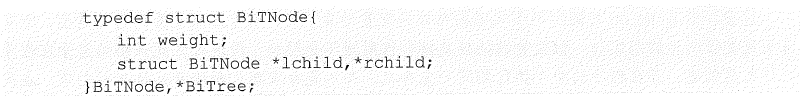 typedef struct BiTNode{
    int weight;
    struct BiTNode *lchild,*rchild;
}BiTNode,*BiTree;